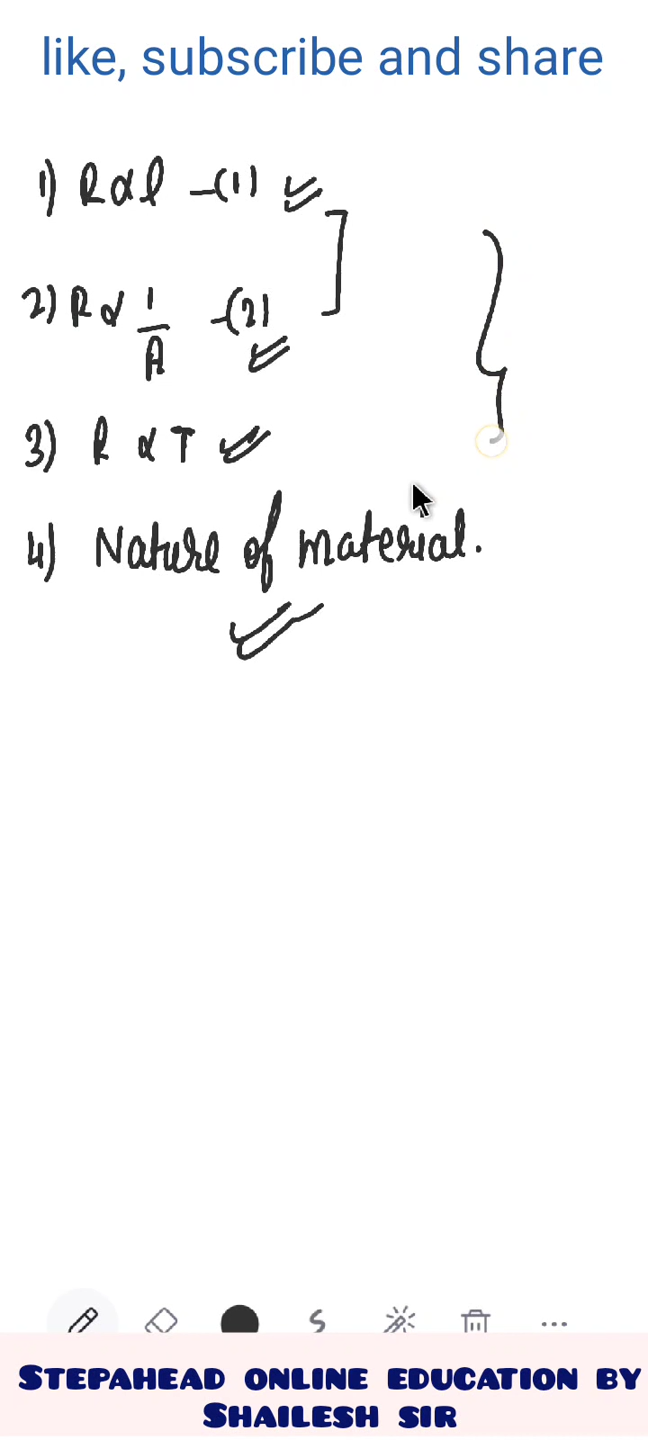 like, subscribe and share
1) R α l -(1)
2) R α 1/A -(2)
3) R α T
4) Nature of material.
STEPAHEAD ONLINE EDUCATION BY
SHAILESH SIR